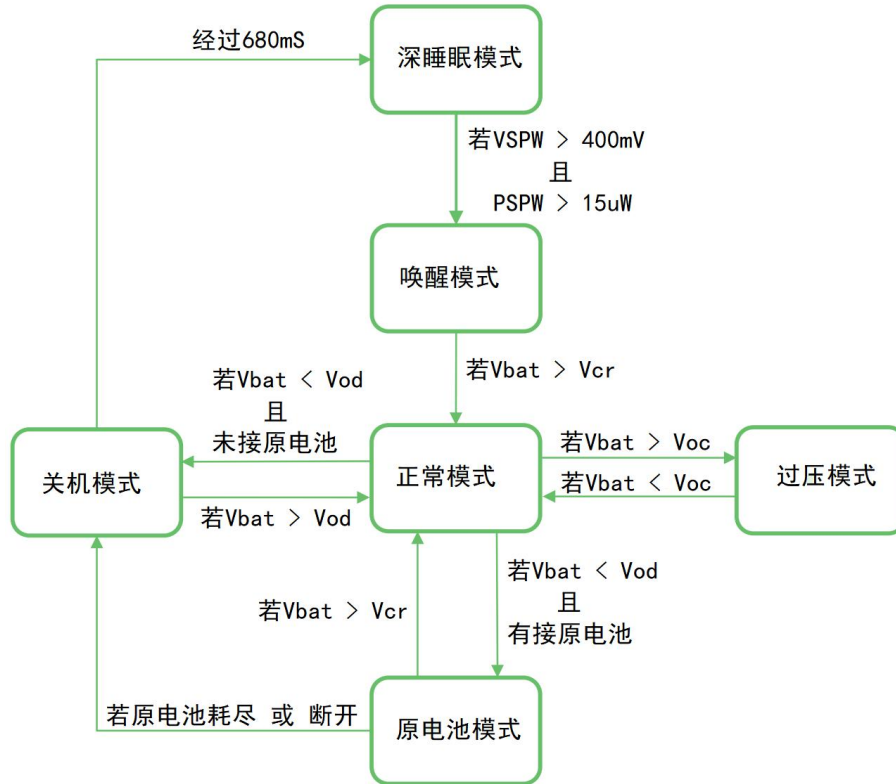 经过680mS
深睡眠模式
若VSPW > 400mV
且
PSPW > 15uW
唤醒模式
若Vbat > Vcr
若Vbat < Vod
且
未接原电池
关机模式
正常模式
若Vbat > Voc
若Vbat < Voc
过压模式
若Vbat > Vod
若Vbat < Vod
且
有接原电池
若Vbat > Vcr
若原电池耗尽 或 断开
原电池模式